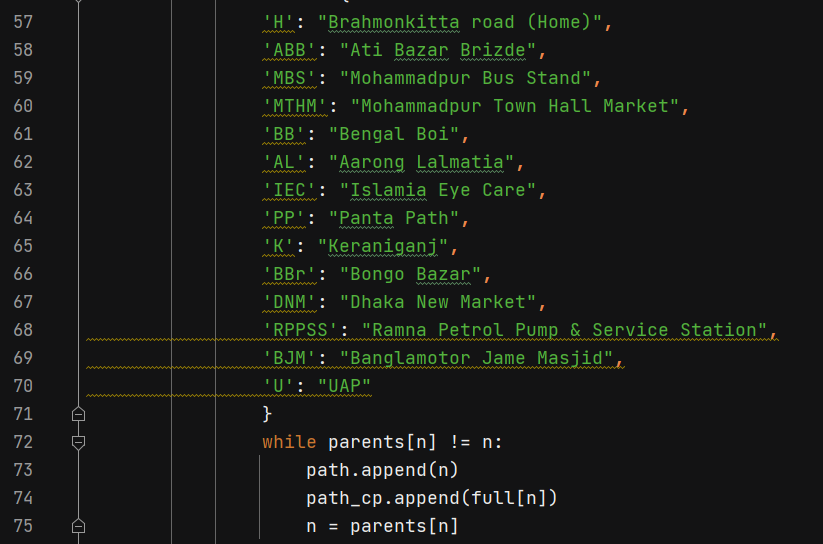 57 'H': "Brahmonkitta road (Home)",
58 'ABB': "Ati Bazar Brizde",
59 'MBS': "Mohammadpur Bus Stand",
60 'MTHM': "Mohammadpur Town Hall Market",
61 'BB': "Bengal Boi",
62 'AL': "Aarong Lalmatia",
63 'IEC': "Islamia Eye Care",
64 'PP': "Panta Path",
65 'K': "Keraniganj",
66 'BBr': "Bongo Bazar",
67 'DNM': "Dhaka New Market",
68 'RPPSS': "Ramna Petrol Pump & Service Station",
69 'BJM': "Banglamotor Jame Masjid",
70 'U': "UAP"
71 }
72 while parents[n] != n:
73 path.append(n)
74 path_cp.append(full[n])
75 n = parents[n]